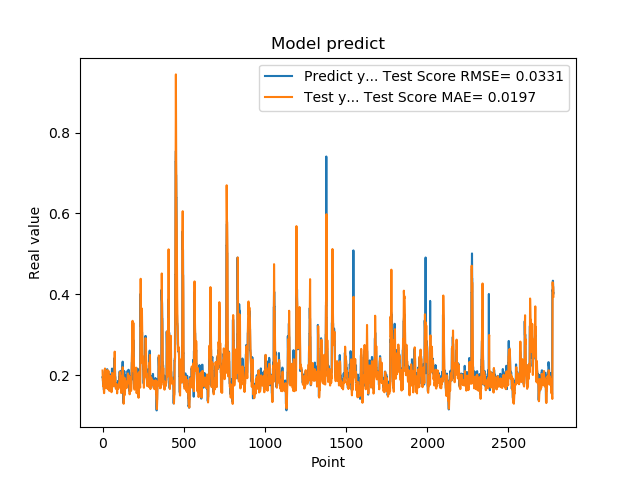 Model predict
Predict y... Test Score RMSE= 0.0331
Test y... Test Score MAE= 0.0197
Real value
0.8
0.6
0.4
0.2
0
500
1000
1500
2000
2500
Point